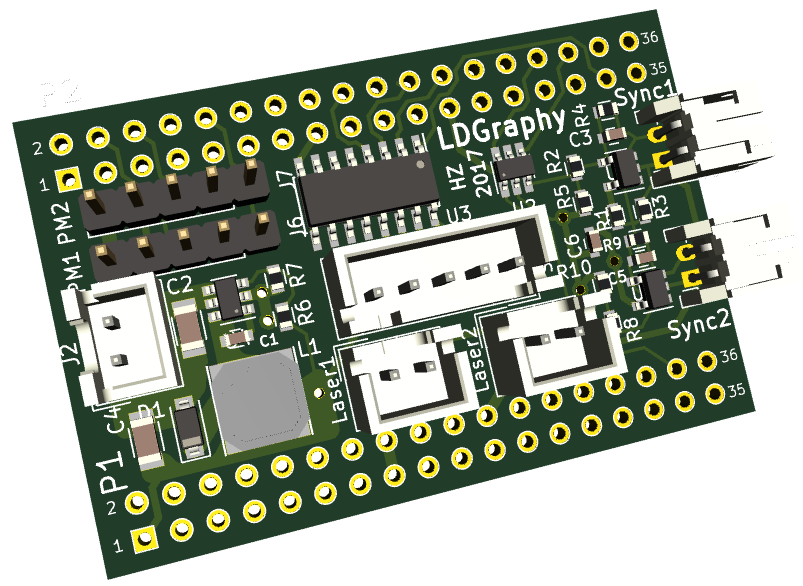 P2
36
35
2
1
Sync1
R4
C3
LDGraphy
HZ
2017
R2
R5
R1
R3
J7
J6
U3
PM2
PM1
C2
R7
R6
C1
L1
J2
C6
R9
R10
C5
R8
Sync2
Laser1
Laser2
C4
D1
P1
2
1
36
35